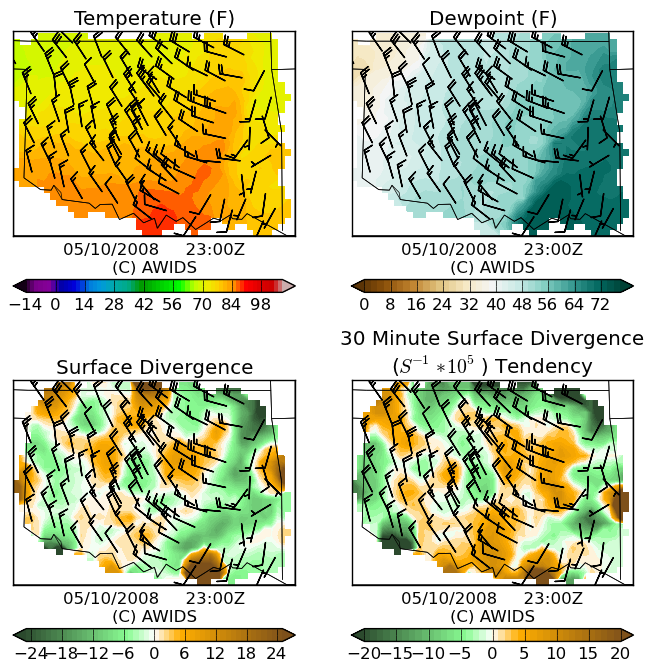 Temperature (F)
Dewpoint (F)
05/10/2008 23:00Z
(C) AWIDS
−14 0 14 28 42 56 70 84 98
05/10/2008 23:00Z
(C) AWIDS
0 8 16 24 32 40 48 56 64 72
Surface Divergence
30 Minute Surface Divergence
(S⁻¹ *10⁵ ) Tendency
05/10/2008 23:00Z
(C) AWIDS
−24 −18 −12 −6 0 6 12 18 24
05/10/2008 23:00Z
(C) AWIDS
−20 −15 −10 −5 0 5 10 15 20